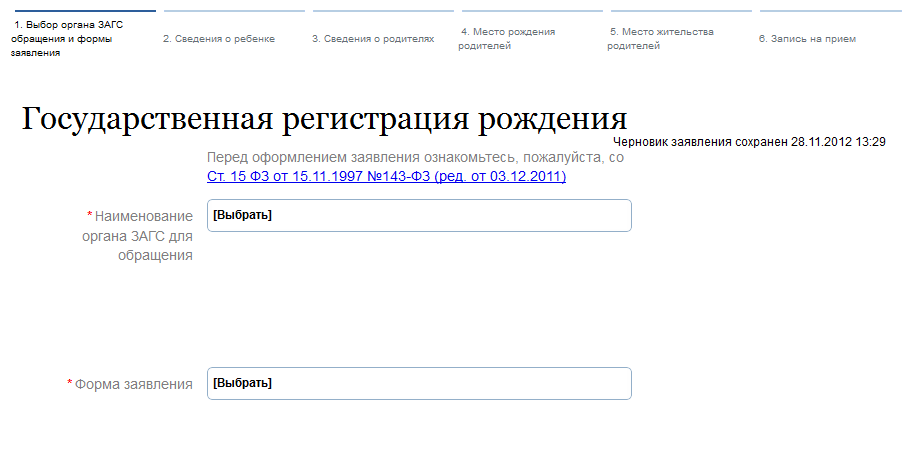 1. Выбор органа ЗАГС
обращения и формы
заявления
2. Сведения о ребенке
3. Сведения о родителях
4. Место рождения
родителей
5. Место жительства
родителей
6. Запись на прием
Государственная регистрация рождения
Черновик заявления сохранен 28.11.2012 13:29
Перед оформлением заявления ознакомьтесь, пожалуйста, со
Ст. 15 ФЗ от 15.11.1997 №143-ФЗ (ред. от 03.12.2011)
* Наименование
органа ЗАГС для
обращения
[Выбрать]
* Форма заявления
[Выбрать]